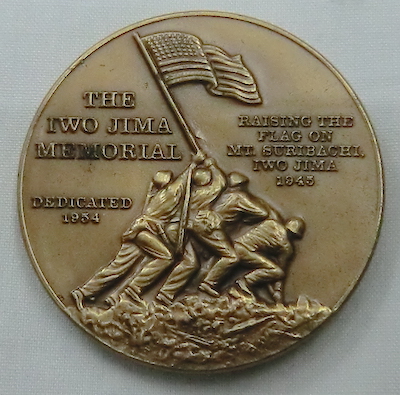 THE
IWO JIMA
MEMORIAL
DEDICATED
1954
RAISING THE
FLAG ON
MT. SURIBACHI,
IWO JIMA
1945